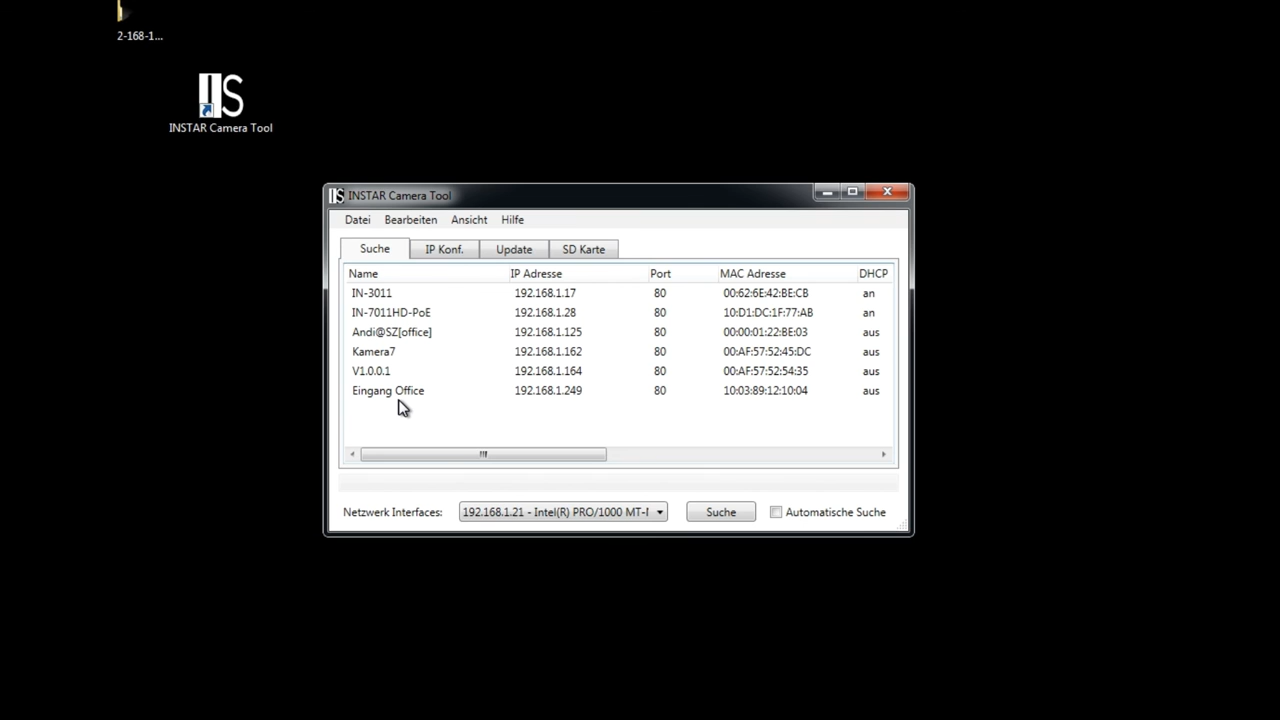 2-168-1...
IIS
INSTAR Camera Tool
IIS INSTAR Camera Tool
Datei Bearbeiten Ansicht Hilfe
Suche IP Konf. Update SD Karte
Name IP Adresse Port MAC Adresse DHCP
IN-3011 192.168.1.17 80 00:62:6E:42:BE:CB an
IN-7011HD-PoE 192.168.1.28 80 10:D1:DC:1F:77:AB an
Andi@SZ[office] 192.168.1.125 80 00:00:01:22:BE:03 aus
Kamera7 192.168.1.162 80 00:AF:57:52:45:DC aus
V1.0.0.1 192.168.1.164 80 00:AF:57:52:54:35 aus
Eingang Office 192.168.1.249 80 10:03:89:12:10:04 aus
Netzwerk Interfaces: 192.168.1.21 - Intel(R) PRO/1000 MT- Suche Automatische Suche